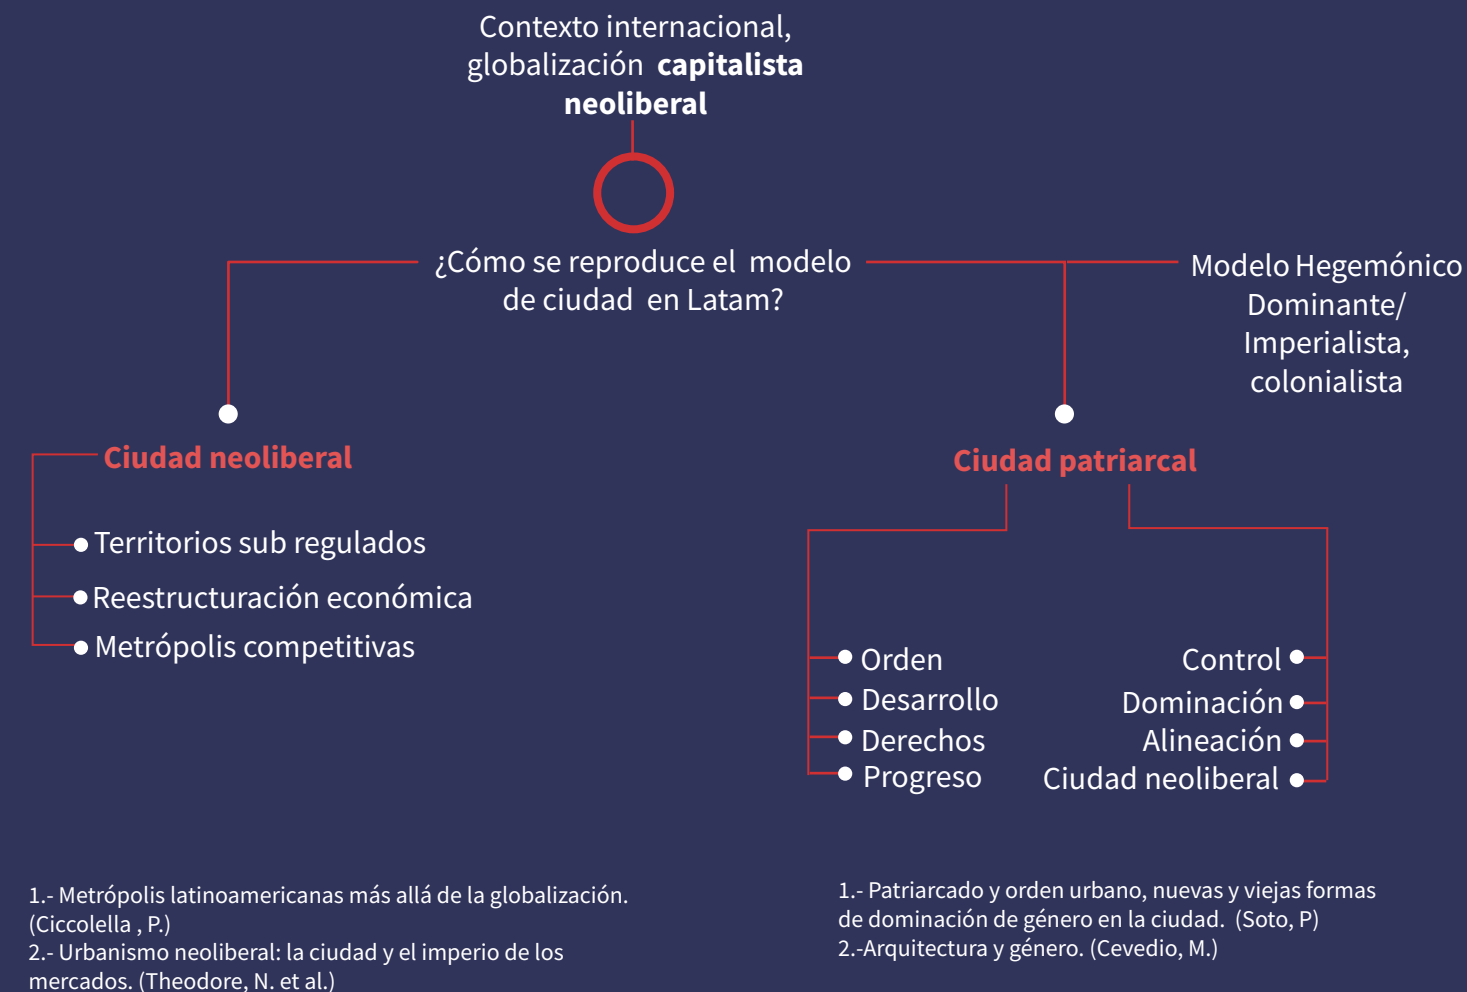 Contexto internacional,
globalización capitalista
neoliberal
¿Cómo se reproduce el modelo
de ciudad en Latam?
Modelo Hegemónico
Dominante/
Imperialista,
colonialista
Ciudad neoliberal
Territorios sub regulados
Reestructuración económica
Metrópolis competitivas
Ciudad patriarcal
Orden
Desarrollo
Derechos
Progreso
Control
Dominación
Alineación
Ciudad neoliberal
1.- Metrópolis latinoamericanas más allá de la globalización.
(Ciccolella , P.)
2.- Urbanismo neoliberal: la ciudad y el imperio de los
mercados. (Theodore, N. et al.)
1.- Patriarcado y orden urbano, nuevas y viejas formas
de dominación de género en la ciudad. (Soto, P)
2.-Arquitectura y género. (Cevedio, M.)